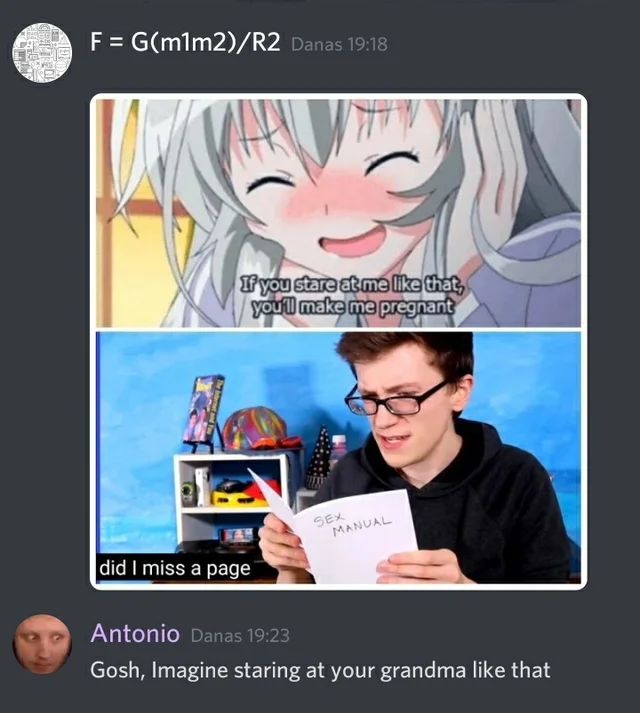 F = G(m1m2)/R2 Danas 19:18
If you stare at me like that,
you'll make me pregnant
SEX
MANUAL
did I miss a page
Antonio Danas 19:23
Gosh, Imagine staring at your grandma like that